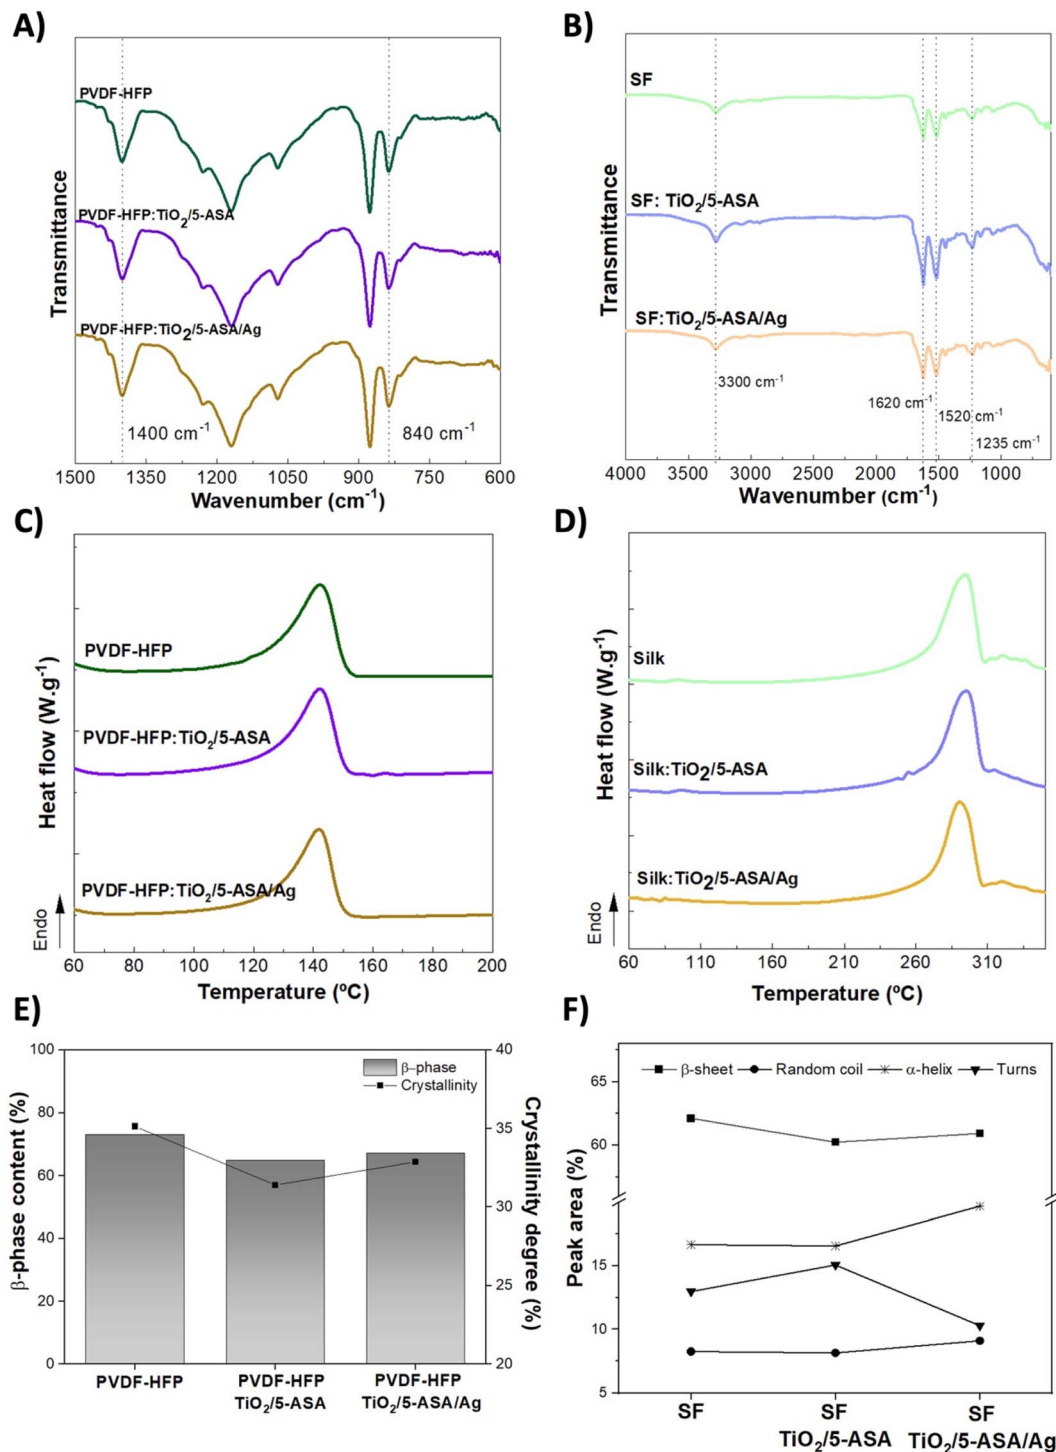 A)
PVDF-HFP
PVDF-HFP:TiO₂/5-ASA
PVDF-HFP:TiO₂/5-ASA/Ag
1400 cm⁻¹
840 cm⁻¹
Transmittance
1500 1350 1200 1050 900 750 600
Wavenumber (cm⁻¹)
B)
SF
SF: TiO₂/5-ASA
SF:TiO₂/5-ASA/Ag
3300 cm⁻¹
1620 cm⁻¹
1520 cm⁻¹
1235 cm⁻¹
Transmittance
4000 3500 3000 2500 2000 1500 1000
Wavenumber (cm⁻¹)
C)
PVDF-HFP
PVDF-HFP:TiO₂/5-ASA
PVDF-HFP:TiO₂/5-ASA/Ag
Heat flow (W.g⁻¹)
Endo
60 80 100 120 140 160 180 200
Temperature (ºC)
D)
Silk
Silk:TiO₂/5-ASA
Silk:TiO₂/5-ASA/Ag
Heat flow (W.g⁻¹)
Endo
60 110 160 210 260 310
Temperature (ºC)
E)
β-phase
Crystallinity
β-phase content (%)
100
80
60
40
20
0
Crystallinity degree (%)
40
35
30
25
20
PVDF-HFP PVDF-HFP PVDF-HFP
TiO₂/5-ASA TiO₂/5-ASA/Ag
F)
β-sheet Random coil α-helix Turns
Peak area (%)
65
60
15
10
5
SF SF SF
TiO₂/5-ASA TiO₂/5-ASA/Ag